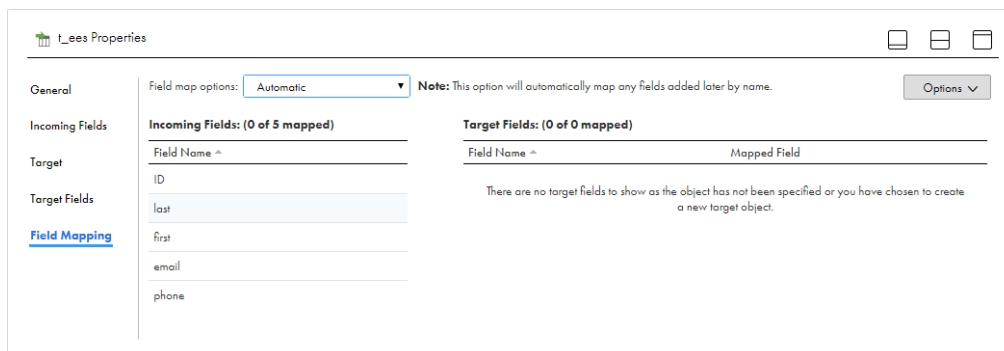 t_ees Properties
General
Incoming Fields
Target
Target Fields
Field Mapping
Field map options: Automatic
Note: This option will automatically map any fields added later by name.
Options
Incoming Fields: (0 of 5 mapped)
Field Name
ID
last
first
email
phone
Target Fields: (0 of 0 mapped)
Field Name Mapped Field
There are no target fields to show as the object has not been specified or you have chosen to create
a new target object.